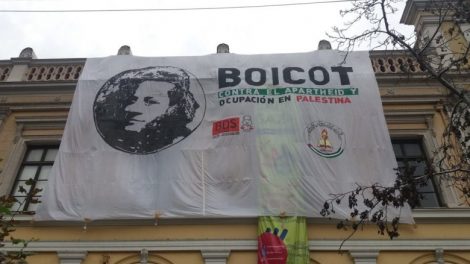 BOICOT
CONTRA EL APARTHEID Y
OCUPACIÓN EN PALESTINA
BDS